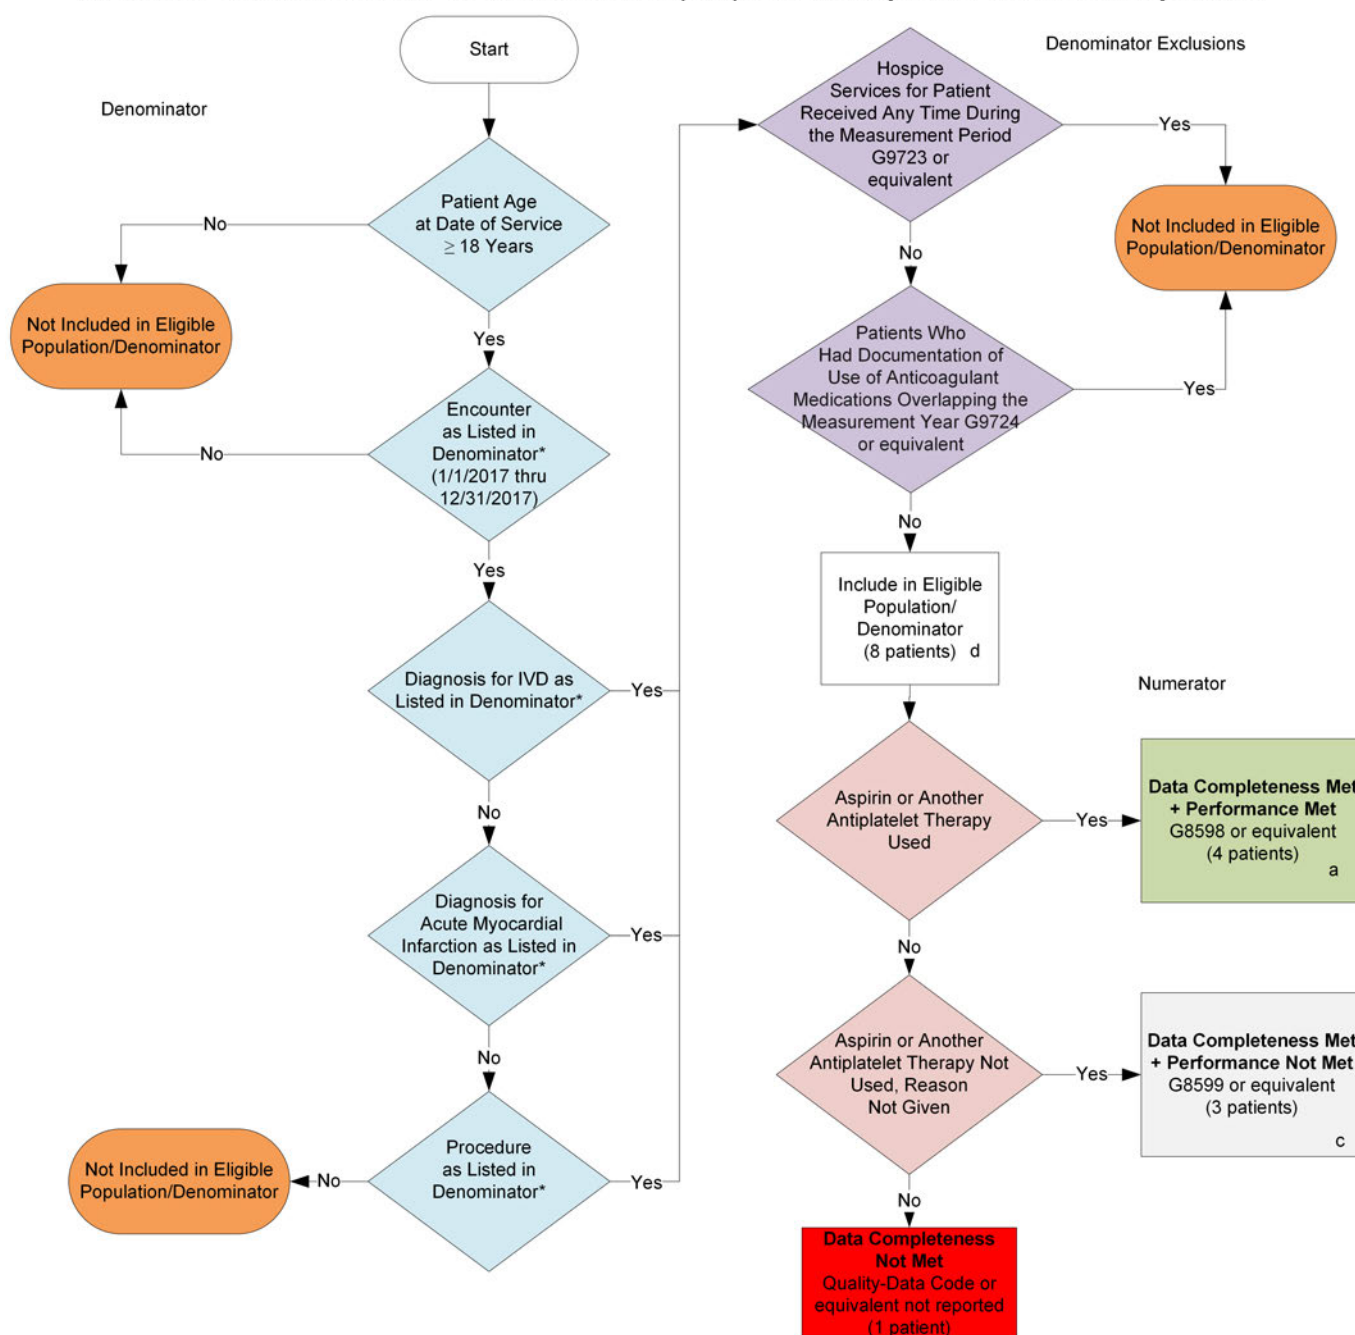 Start
Denominator
Patient Age
at Date of Service
≥ 18 Years
No
Not Included in Eligible
Population/Denominator
Yes
Encounter
as Listed in
Denominator*
(1/1/2017 thru
12/31/2017)
No
Yes
Diagnosis for IVD as
Listed in Denominator*
Yes
No
Diagnosis for
Acute Myocardial
Infarction as Listed in
Denominator*
Yes
No
Procedure
as Listed in
Denominator*
Yes
No
Not Included in Eligible
Population/Denominator
Denominator Exclusions
Hospice
Services for Patient
Received Any Time During
the Measurement Period
G9723 or
equivalent
Yes
Not Included in Eligible
Population/Denominator
No
Patients Who
Had Documentation of
Use of Anticoagulant
Medications Overlapping the
Measurement Year G9724
or equivalent
Yes
No
Include in Eligible
Population/
Denominator
(8 patients) d
Numerator
Aspirin or Another
Antiplatelet Therapy
Used
Yes
Data Completeness Met
+ Performance Met
G8598 or equivalent
(4 patients)
a
No
Aspirin or Another
Antiplatelet Therapy Not
Used, Reason
Not Given
Yes
Data Completeness Met
+ Performance Not Met
G8599 or equivalent
(3 patients)
c
No
Data Completeness
Not Met
Quality-Data Code or
equivalent not reported
(1 patient)